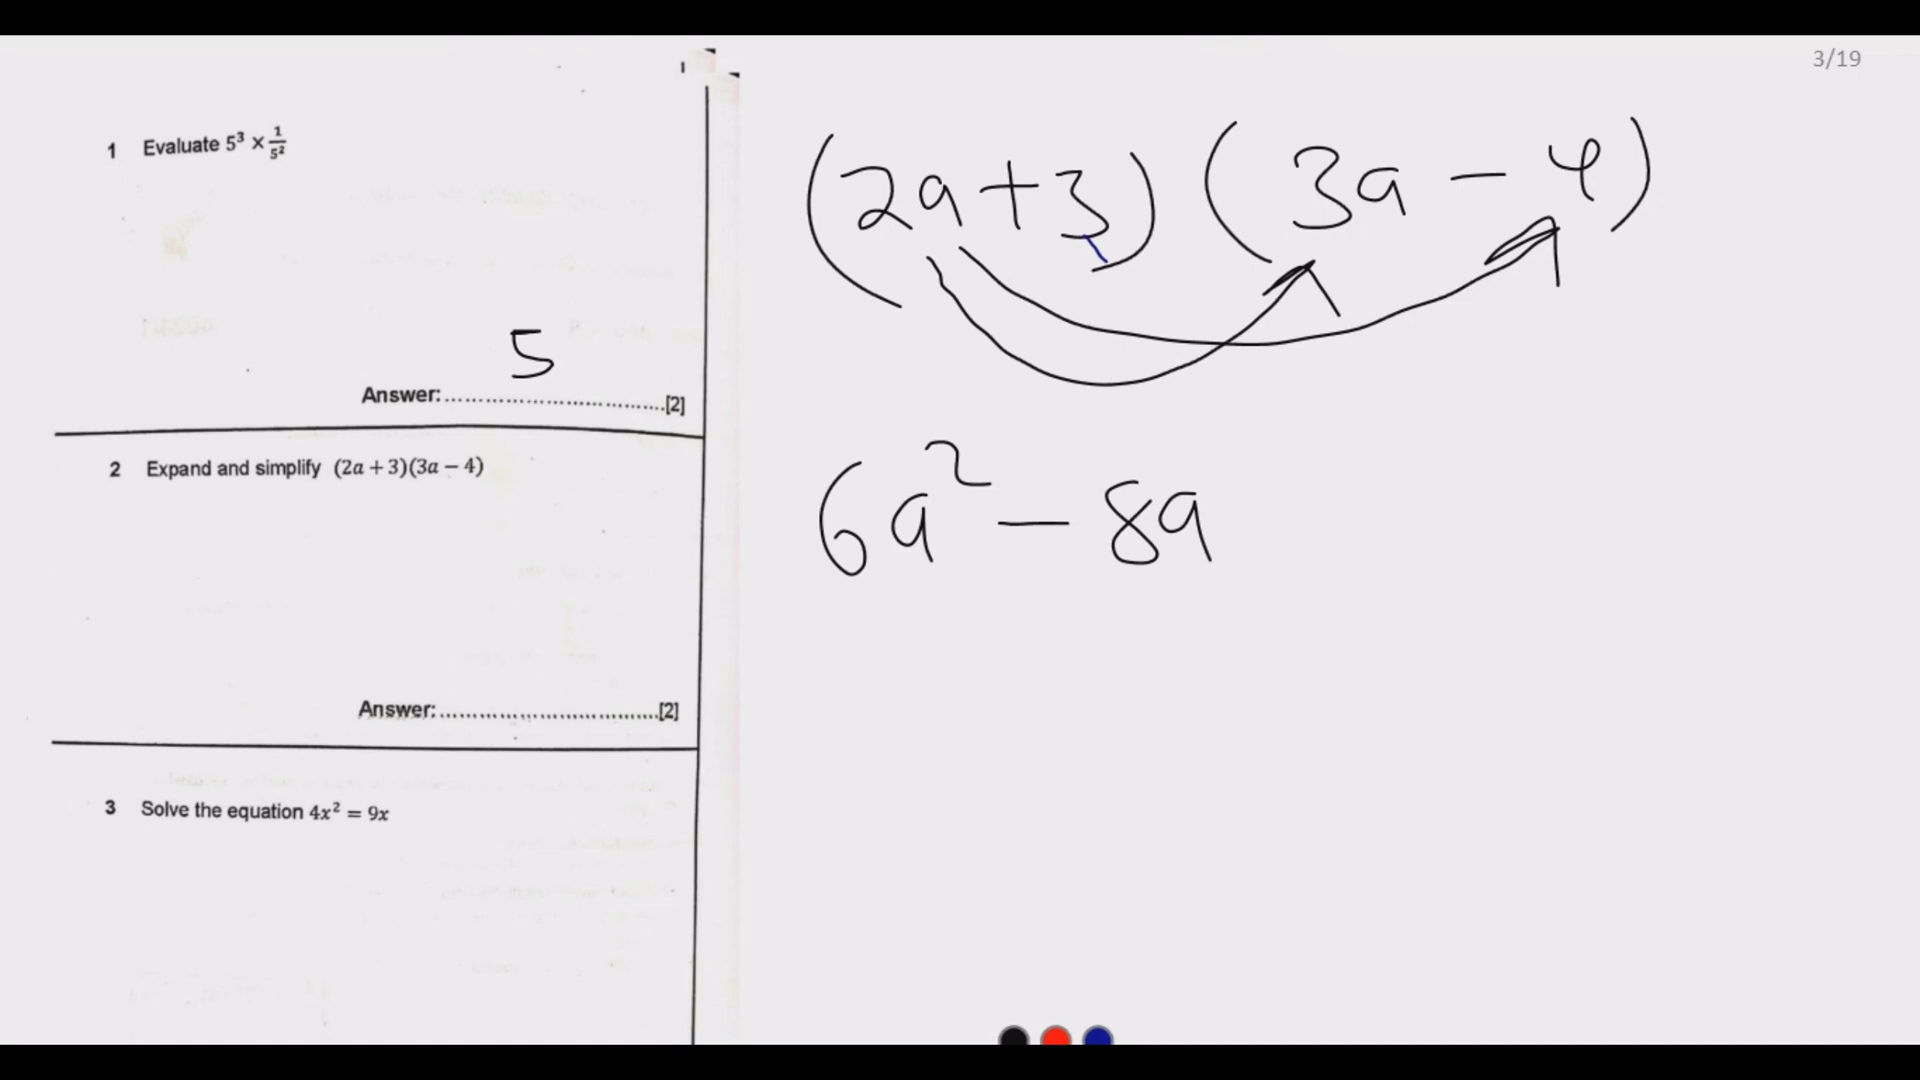 3/19
1 Evaluate 5³ × 1/5²
5
Answer:..................................[2]
2 Expand and simplify (2a + 3)(3a − 4)
Answer:..................................[2]
3 Solve the equation 4x² = 9x
(2a + 3) (3a − 4)
6a² − 8a